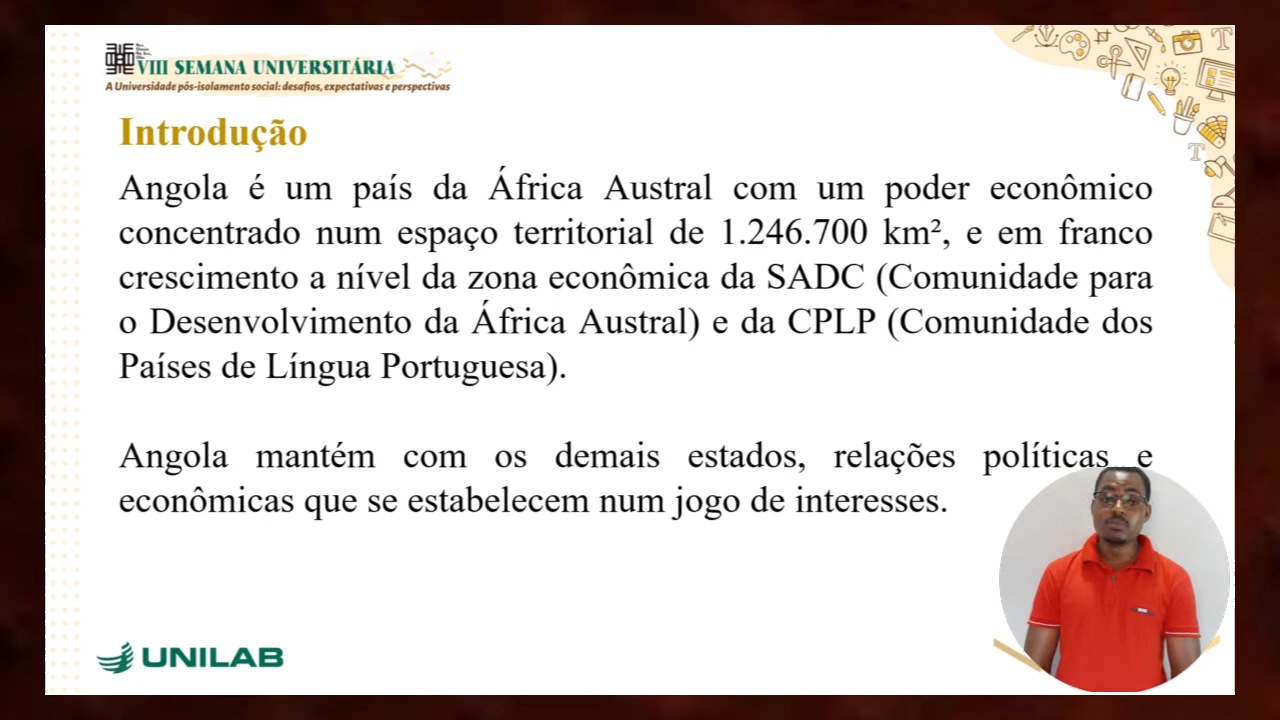 VIII SEMANA UNIVERSITÁRIA
A Universidade pós-isolamento social: desafios, expectativas e perspectivas
Introdução
Angola é um país da África Austral com um poder econômico
concentrado num espaço territorial de 1.246.700 km², e em franco
crescimento a nível da zona econômica da SADC (Comunidade para
o Desenvolvimento da África Austral) e da CPLP (Comunidade dos
Países de Língua Portuguesa).
Angola mantém com os demais estados, relações políticas e
econômicas que se estabelecem num jogo de interesses.
UNILAB